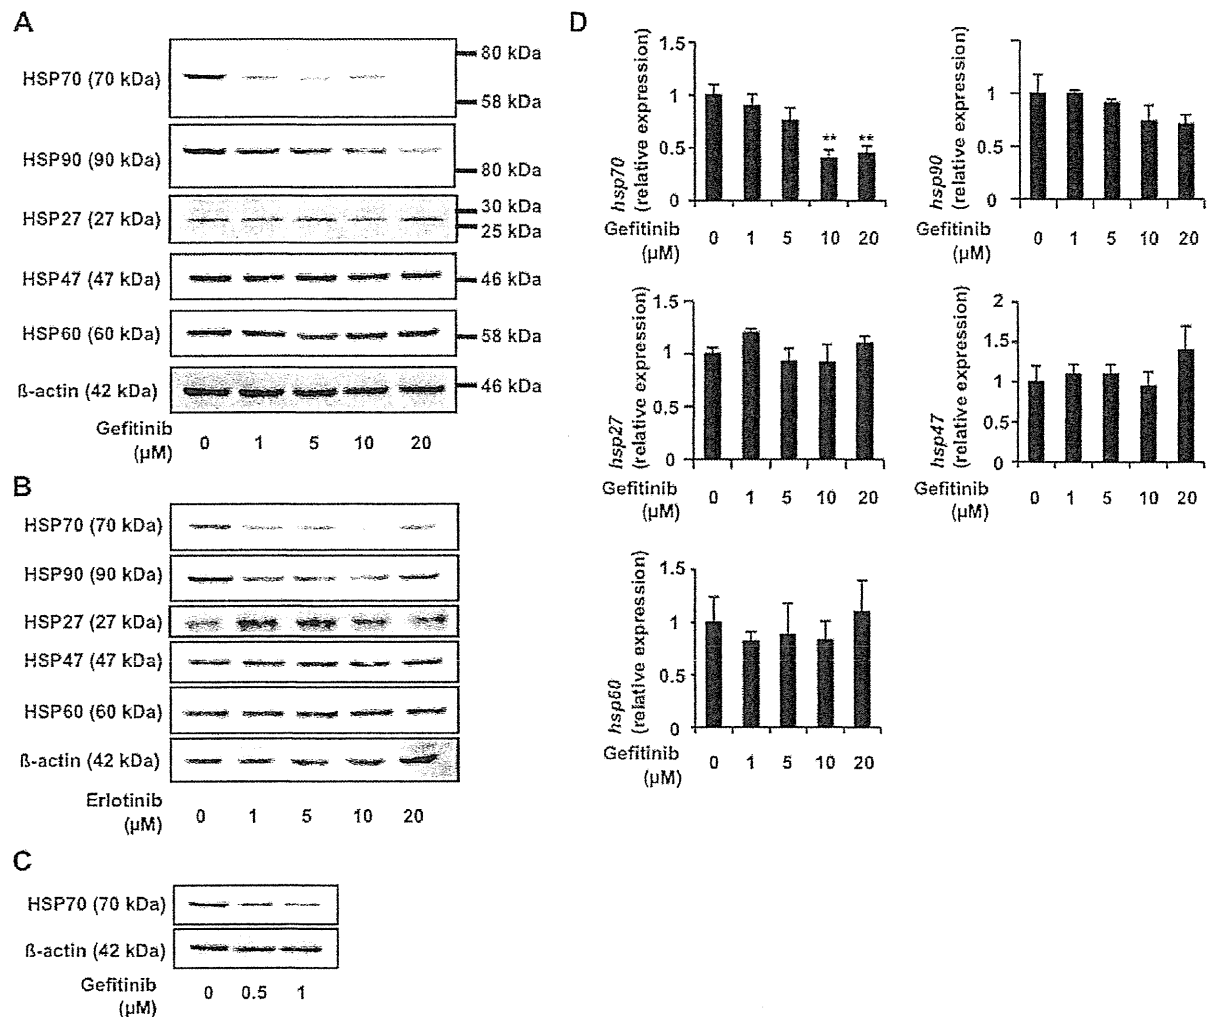 A
HSP70 (70 kDa)
80 kDa
58 kDa
HSP90 (90 kDa)
80 kDa
HSP27 (27 kDa)
30 kDa
25 kDa
HSP47 (47 kDa)
46 kDa
HSP60 (60 kDa)
58 kDa
ß-actin (42 kDa)
46 kDa
Gefitinib
(µM)
0 1 5 10 20
B
HSP70 (70 kDa)
HSP90 (90 kDa)
HSP27 (27 kDa)
HSP47 (47 kDa)
HSP60 (60 kDa)
ß-actin (42 kDa)
Erlotinib
(µM)
0 1 5 10 20
C
HSP70 (70 kDa)
ß-actin (42 kDa)
Gefitinib
(µM)
0 0.5 1
D
hsp70
(relative expression)
1.5
1
0.5
0
** **
Gefitinib
(µM)
0 1 5 10 20
hsp90
(relative expression)
1
0.5
0
Gefitinib
(µM)
0 1 5 10 20
hsp27
(relative expression)
1.5
1
0.5
0
Gefitinib
(µM)
0 1 5 10 20
hsp47
(relative expression)
2
1.5
1
0.5
0
Gefitinib
(µM)
0 1 5 10 20
hsp60
(relative expression)
1.5
1
0.5
0
Gefitinib
(µM)
0 1 5 10 20